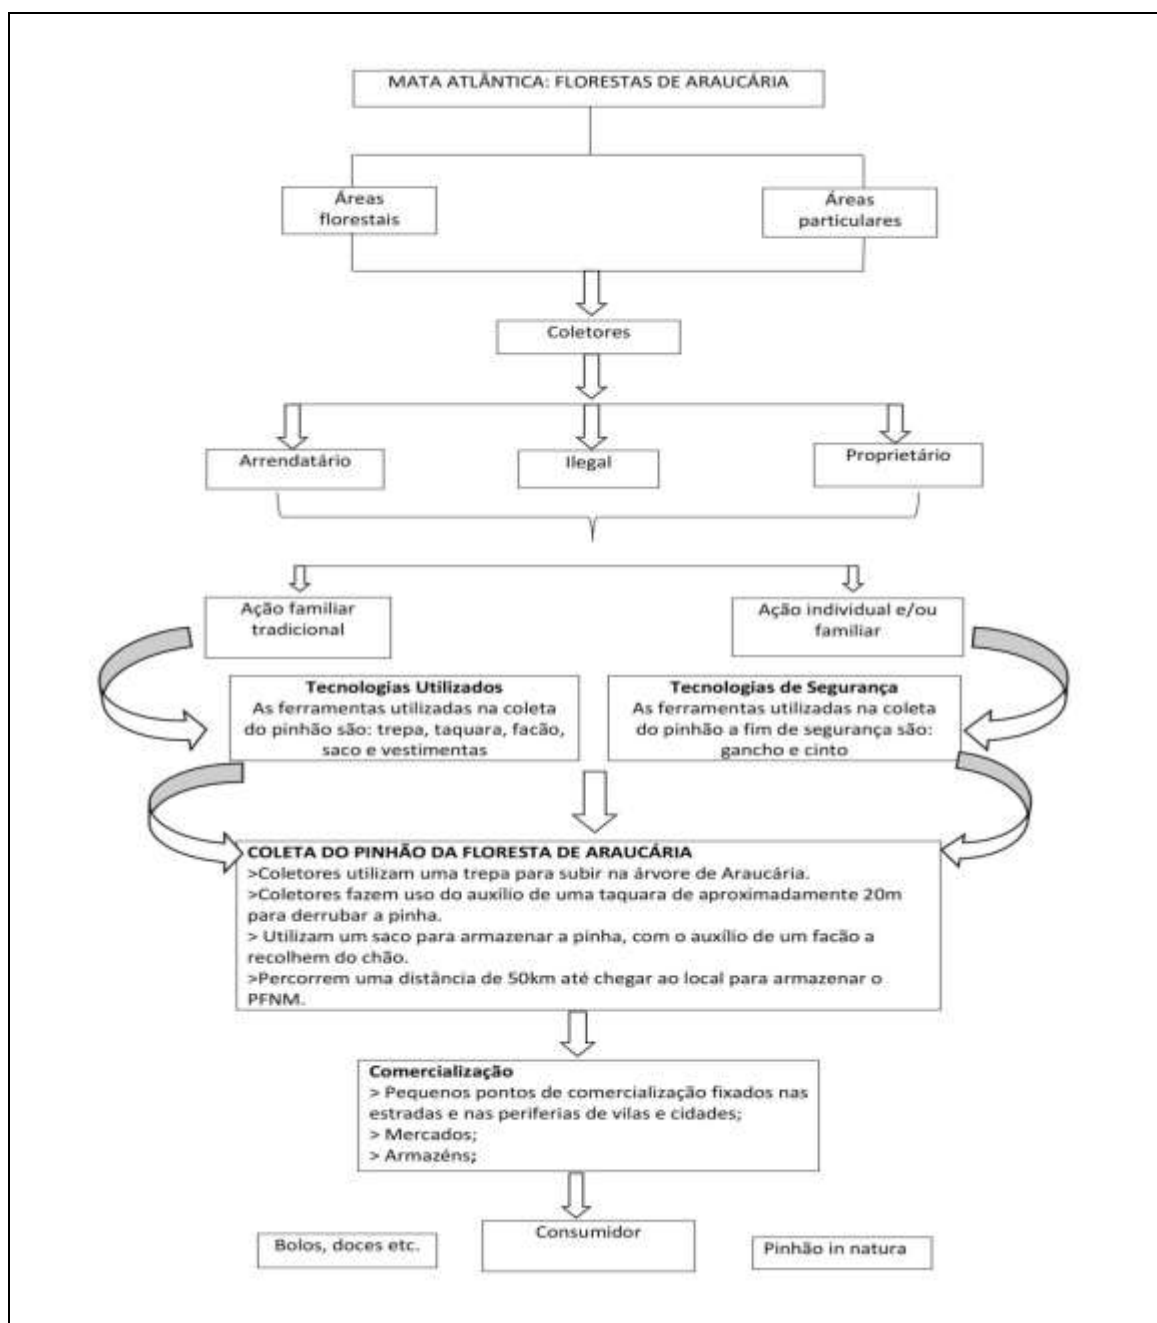 MATA ATLÂNTICA: FLORESTAS DE ARAUCÁRIA
Áreas
florestais
Áreas
particulares
Coletores
Arrendatário
Ilegal
Proprietário
Ação familiar
tradicional
Ação individual e/ou
familiar
Tecnologias Utilizados
As ferramentas utilizadas na coleta
do pinhão são: trepa, taquara, facão,
saco e vestimentas
Tecnologias de Segurança
As ferramentas utilizadas na coleta
do pinhão a fim de segurança são:
gancho e cinto
COLETA DO PINHÃO DA FLORESTA DE ARAUCÁRIA
>Coletores utilizam uma trepa para subir na árvore de Araucária.
>Coletores fazem uso do auxílio de uma taquara de aproximadamente 20m
para derrubar a pinha.
> Utilizam um saco para armazenar a pinha, com o auxílio de um facão a
recolhem do chão.
>Percorrem uma distância de 50km até chegar ao local para armazenar o
PFNM.
Comercialização
> Pequenos pontos de comercialização fixados nas
estradas e nas periferias de vilas e cidades;
> Mercados;
> Armazéns;
Consumidor
Bolos, doces etc.
Pinhão in natura